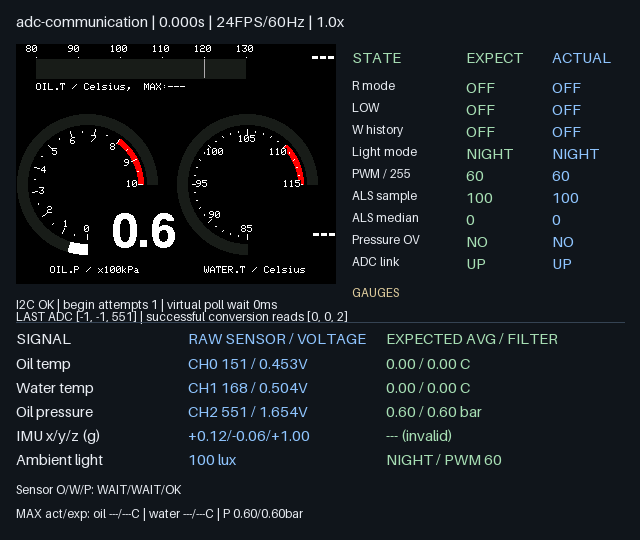 adc-communication | 0.000s | 24FPS/60Hz | 1.0x
80 90 100 110 120 130
---
OIL.T / Celsius, MAX:---
0 1 2 3 4 5 6 7 8 9 10
0.6
OIL.P / x100kPa
85 90 95 100 105 110 115
---
WATER.T / Celsius
STATE EXPECT ACTUAL
R mode OFF OFF
LOW OFF OFF
W history OFF OFF
Light mode NIGHT NIGHT
PWM / 255 60 60
ALS sample 100 100
ALS median 0 0
Pressure OV NO NO
ADC link UP UP
GAUGES
I2C OK | begin attempts 1 | virtual poll wait 0ms
LAST ADC [-1, -1, 551] | successful conversion reads [0, 0, 2]
SIGNAL RAW SENSOR / VOLTAGE EXPECTED AVG / FILTER
Oil temp CH0 151 / 0.453V 0.00 / 0.00 C
Water temp CH1 168 / 0.504V 0.00 / 0.00 C
Oil pressure CH2 551 / 1.654V 0.60 / 0.60 bar
IMU x/y/z (g) +0.12/-0.06/+1.00 --- (invalid)
Ambient light 100 lux NIGHT / PWM 60
Sensor O/W/P: WAIT/WAIT/OK
MAX act/exp: oil ---/---C | water ---/---C | P 0.60/0.60bar